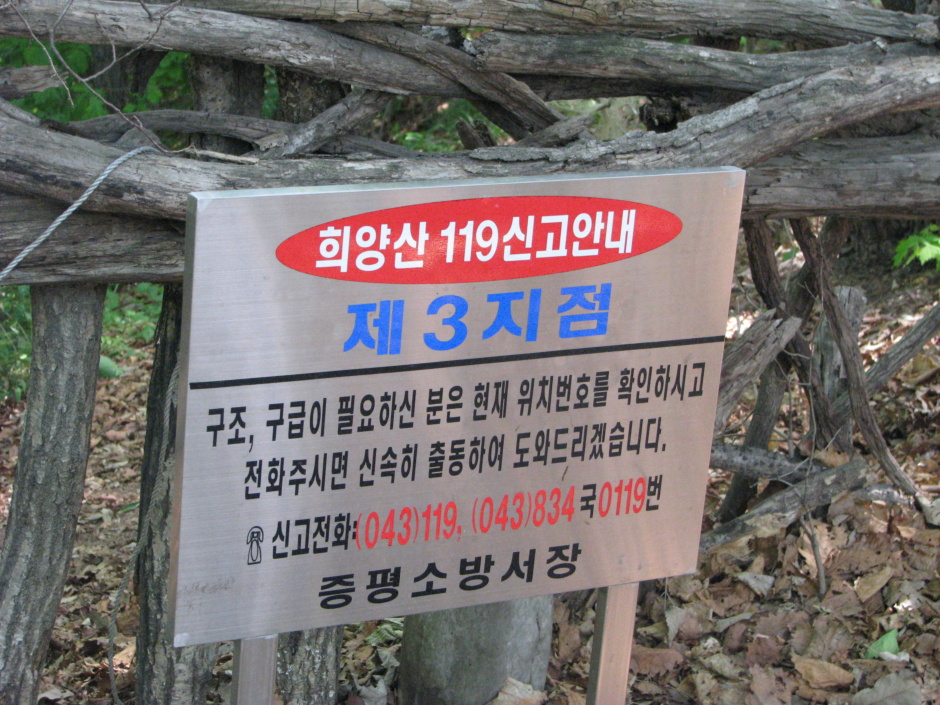 희양산 119신고안내
제3지점
구조, 구급이 필요하신 분은 현재 위치번호를 확인하시고
전화주시면 신속히 출동하여 도와드리겠습니다.
신고전화:(043)119, (043)834국0119번
증평소방서장